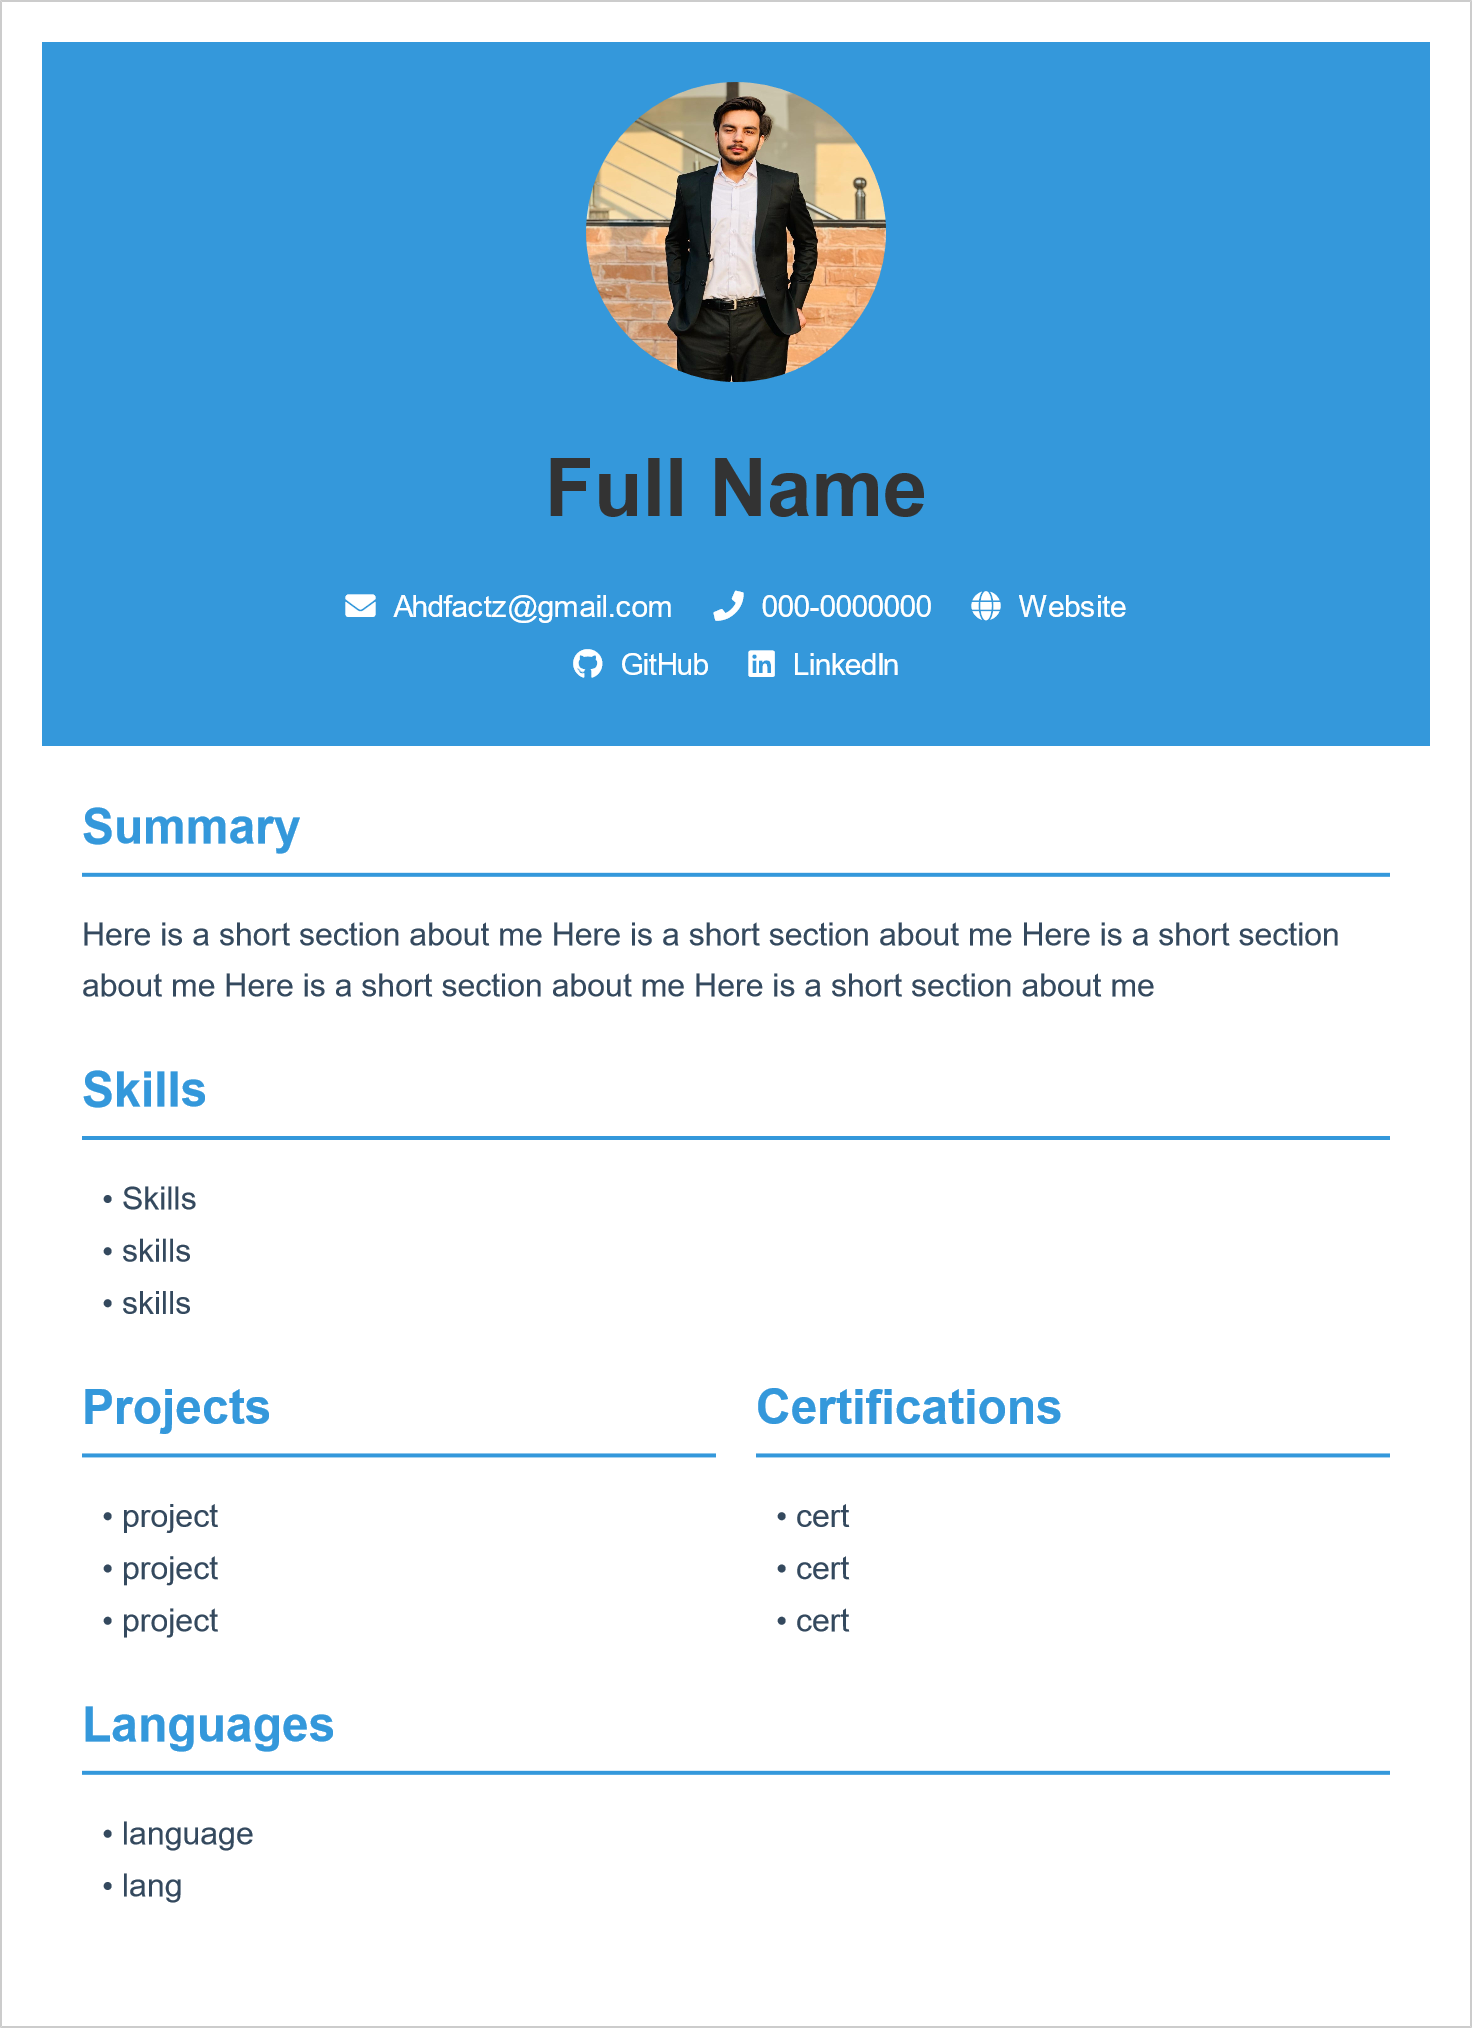 Full Name
Ahdfactz@gmail.com 000-0000000 Website
GitHub LinkedIn
Summary
Here is a short section about me Here is a short section about me Here is a short section
about me Here is a short section about me Here is a short section about me
Skills
• Skills
• skills
• skills
Projects
• project
• project
• project
Certifications
• cert
• cert
• cert
Languages
• language
• lang